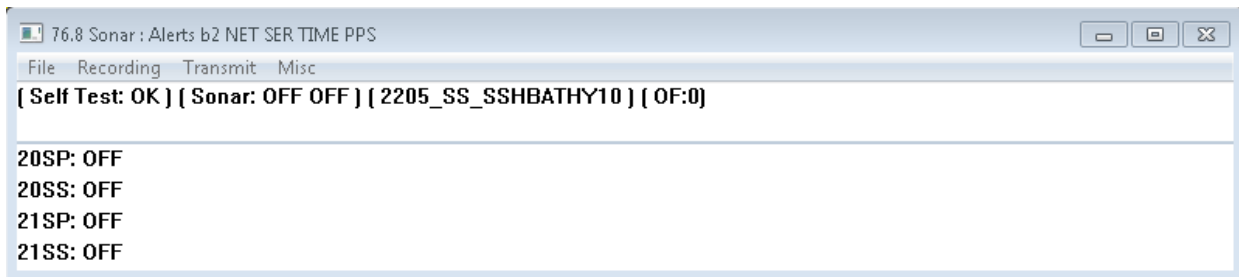 76.8 Sonar : Alerts b2 NET SER TIME PPS
File Recording Transmit Misc
( Self Test: OK ) ( Sonar: OFF OFF ) ( 2205_SS_SSHBATHY10 ) ( OF:0)
20SP: OFF
20SS: OFF
21SP: OFF
21SS: OFF